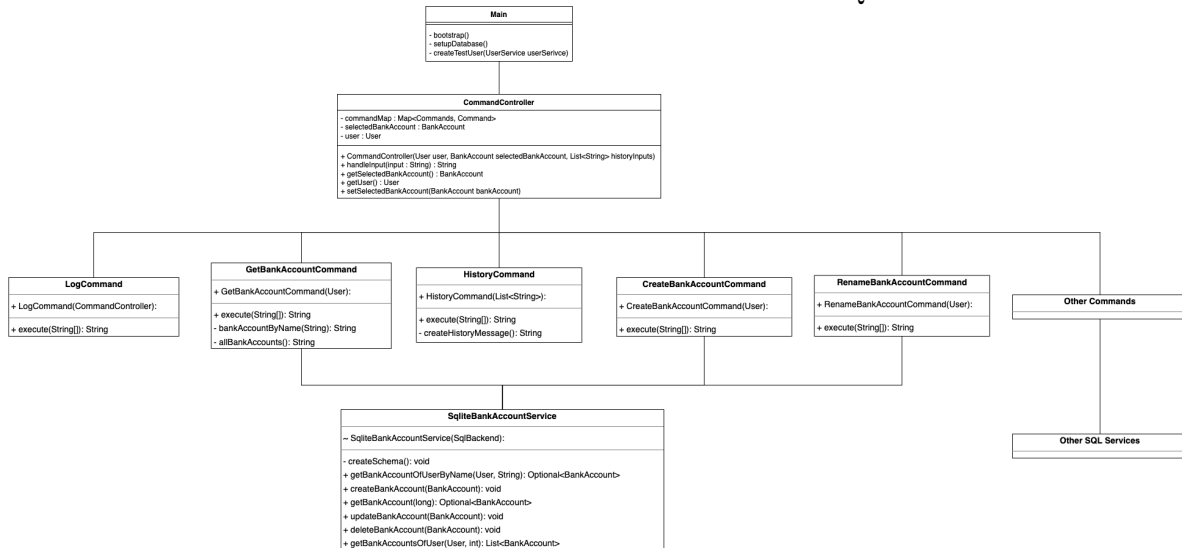 Main
- bootstrap()
- setupDatabase()
- createTestUser(UserService userSerivce)
CommandController
- commandMap : Map<Commands, Command>
- selectedBankAccount : BankAccount
- user : User
+ CommandController(User user, BankAccount selectedBankAccount, List<String> historyInputs)
+ handleInput(input : String) : String
+ getSelectedBankAccount() : BankAccount
+ getUser() : User
+ setSelectedBankAccount(BankAccount bankAccount)
LogCommand
+ LogCommand(CommandController):
+ execute(String[]): String
GetBankAccountCommand
+ GetBankAccountCommand(User):
+ execute(String[]): String
- bankAccountByName(String): String
- allBankAccounts(): String
HistoryCommand
+ HistoryCommand(List<String>):
+ execute(String[]): String
- createHistoryMessage(): String
CreateBankAccountCommand
+ CreateBankAccountCommand(User):
+ execute(String[]): String
RenameBankAccountCommand
+ RenameBankAccountCommand(User):
+ execute(String[]): String
Other Commands
SqliteBankAccountService
~ SqliteBankAccountService(SqlBackend):
- createSchema(): void
+ getBankAccountOfUserByName(User, String): Optional<BankAccount>
+ createBankAccount(BankAccount): void
+ getBankAccount(long): Optional<BankAccount>
+ updateBankAccount(BankAccount): void
+ deleteBankAccount(BankAccount): void
+ getBankAccountsOfUser(User, int): List<BankAccount>
Other SQL Services